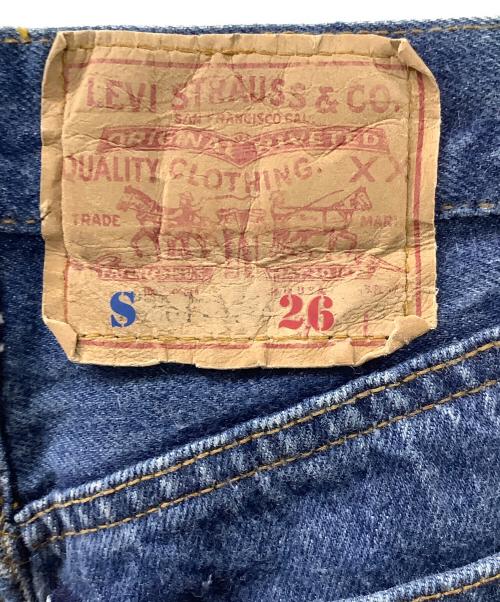 LEVI STRAUSS & CO.
SAN FRANCISCO CAL.
ORIGINAL RIVETED
QUALITY CLOTHING. XX
TRADE MARK
S 26